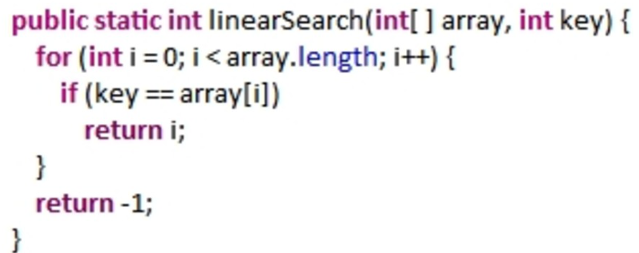 public static int linearSearch(int[ ] array, int key) {
for (int i = 0; i < array.length; i++) {
if (key == array[i])
return i;
}
return -1;
}